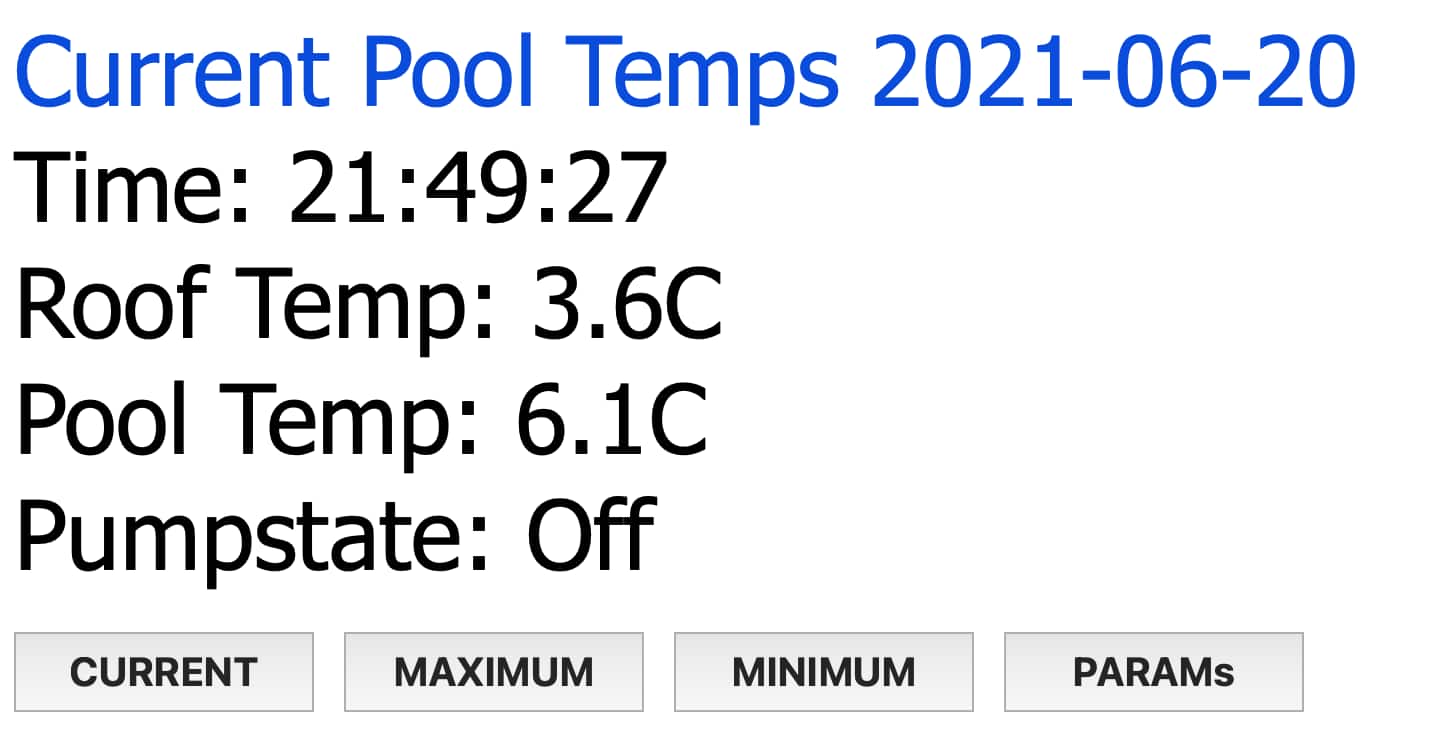 Current Pool Temps 2021-06-20
Time: 21:49:27
Roof Temp: 3.6C
Pool Temp: 6.1C
Pumpstate: Off
CURRENT MAXIMUM MINIMUM PARAMs